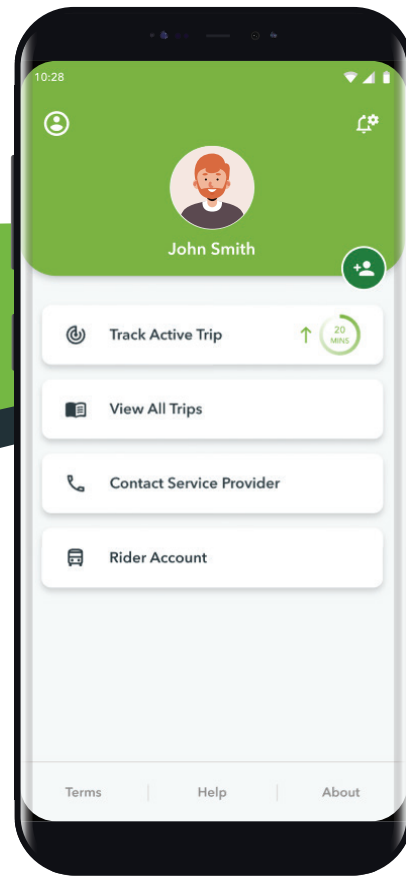 10:28
John Smith
Track Active Trip
20
MINS
View All Trips
Contact Service Provider
Rider Account
Terms
Help
About